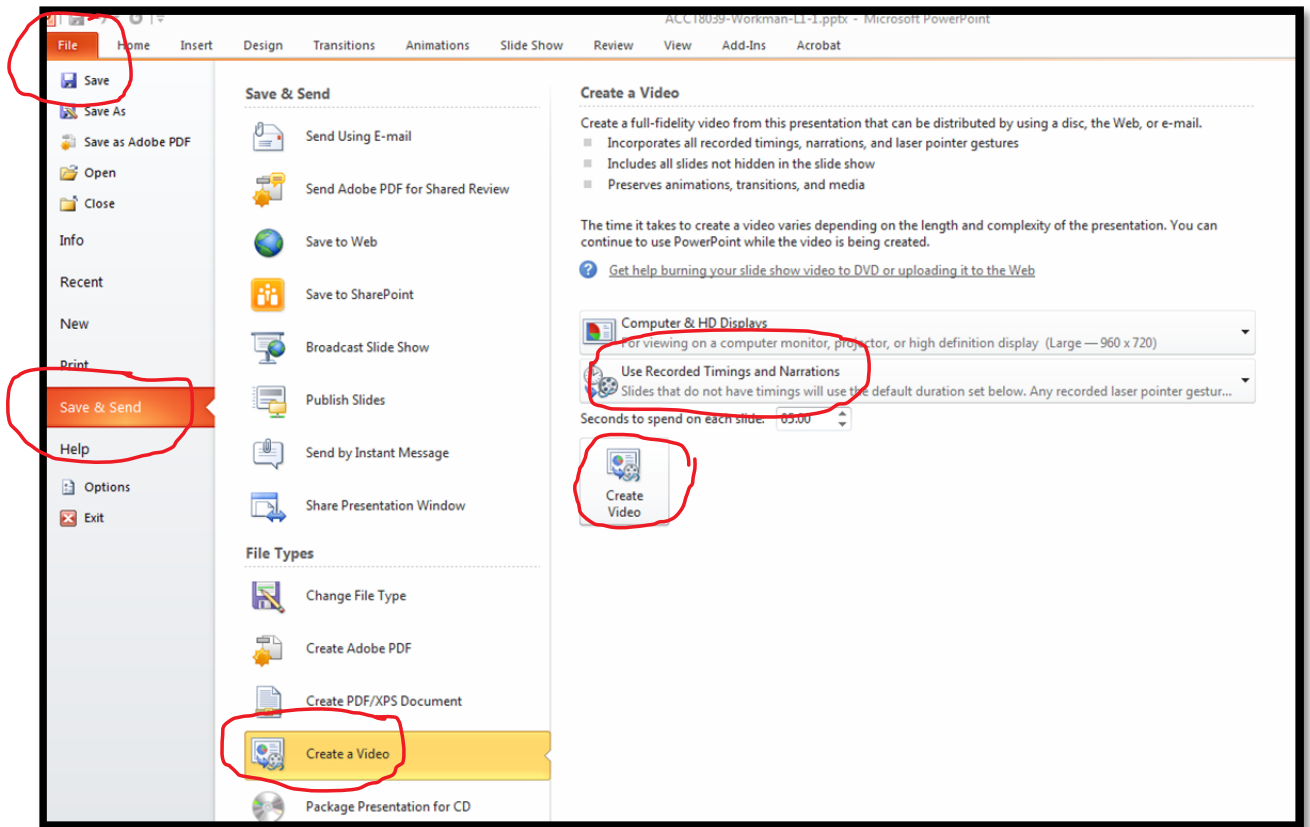 ACCT8039-Workman-L1-1.pptx - Microsoft PowerPoint
File Home Insert Design Transitions Animations Slide Show Review View Add-Ins Acrobat
Save
Save As
Save as Adobe PDF
Open
Close
Info
Recent
New
Print
Save & Send
Help
Options
Exit
Save & Send
Send Using E-mail
Send Adobe PDF for Shared Review
Save to Web
Save to SharePoint
Broadcast Slide Show
Publish Slides
Send by Instant Message
Share Presentation Window
File Types
Change File Type
Create Adobe PDF
Create PDF/XPS Document
Create a Video
Package Presentation for CD
Create a Video
Create a full-fidelity video from this presentation that can be distributed by using a disc, the Web, or e-mail.
Incorporates all recorded timings, narrations, and laser pointer gestures
Includes all slides not hidden in the slide show
Preserves animations, transitions, and media
The time it takes to create a video varies depending on the length and complexity of the presentation. You can
continue to use PowerPoint while the video is being created.
Get help burning your slide show video to DVD or uploading it to the Web
Computer & HD Displays
For viewing on a computer monitor, projector, or high definition display (Large — 960 x 720)
Use Recorded Timings and Narrations
Slides that do not have timings will use the default duration set below. Any recorded laser pointer gestur...
Seconds to spend on each slide: 05.00
Create
Video